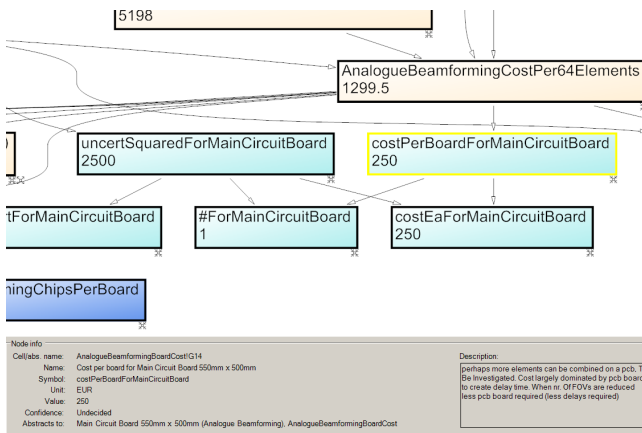 5198
AnalogueBeamformingCostPer64Elements
1299.5
uncertSquaredForMainCircuitBoard
2500
costPerBoardForMainCircuitBoard
250
rtForMainCircuitBoard
#ForMainCircuitBoard
1
costEaForMainCircuitBoard
250
ningChipsPerBoard
Node info
Cell/abs. name: AnalogueBeamformingBoardCost!G14
Name: Cost per board for Main Circuit Board 550mm x 500mm
Symbol: costPerBoardForMainCircuitBoard
Unit: EUR
Value: 250
Confidence: Undecided
Abstracts to: Main Circuit Board 550mm x 500mm (Analogue Beamforming), AnalogueBeamformingBoardCost
Description:
perhaps more elements can be combined on a pcb. T
Be Investigated. Cost largely dominated by pcb board
to create delay time. When nr. Of FOVs are reduced
less pcb board required (less delays required)